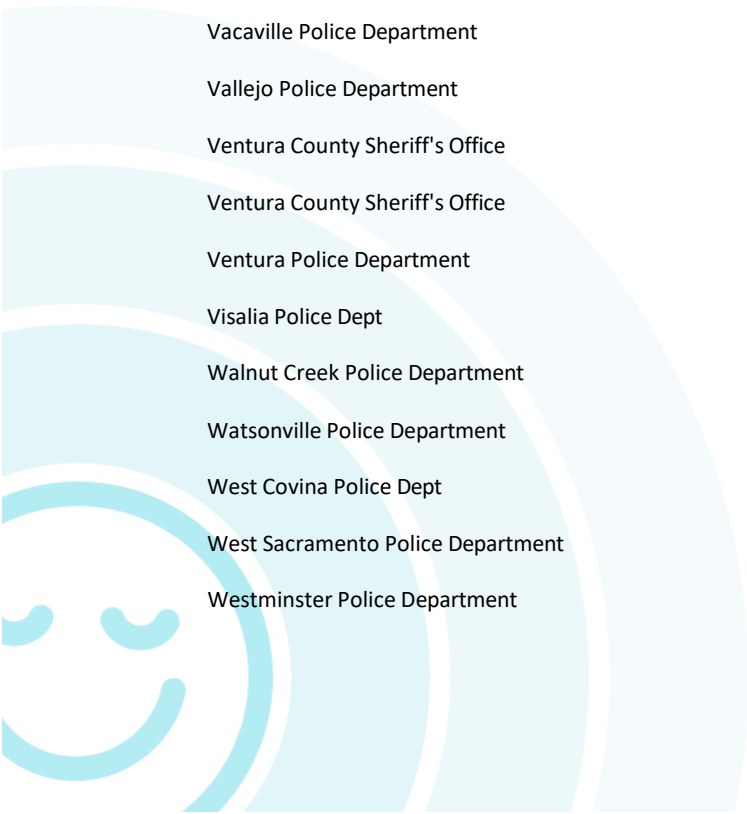 Vacaville Police Department
Vallejo Police Department
Ventura County Sheriff's Office
Ventura County Sheriff's Office
Ventura Police Department
Visalia Police Dept
Walnut Creek Police Department
Watsonville Police Department
West Covina Police Dept
West Sacramento Police Department
Westminster Police Department